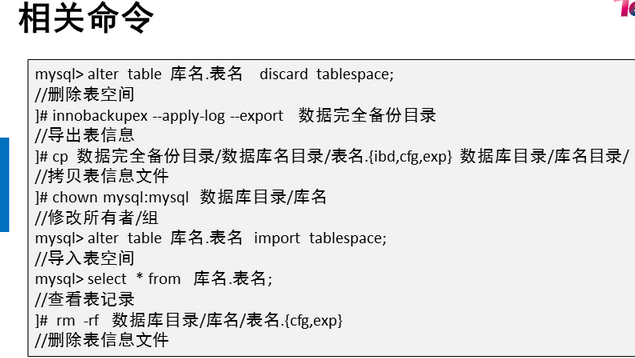 相关命令
mysql> alter table 库名.表名 discard tablespace;
//删除表空间
]# innobackupex --apply-log --export 数据完全备份目录
//导出表信息
]# cp 数据完全备份目录/数据库名目录/表名.{ibd,cfg,exp} 数据库目录/库名目录/
//拷贝表信息文件
]# chown mysql:mysql 数据库目录/库名
//修改所有者/组
mysql> alter table 库名.表名 import tablespace;
//导入表空间
mysql> select * from 库名.表名;
//查看表记录
]# rm -rf 数据库目录/库名/表名.{cfg,exp}
//删除表信息文件